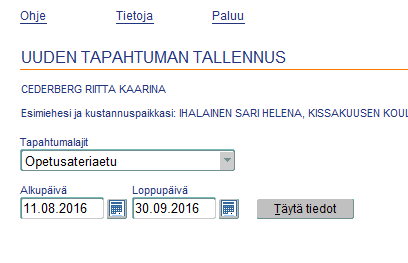 Ohje Tietoja Paluu
UUDEN TAPAHTUMAN TALLENNUS
CEDERBERG RIITTA KAARINA
Esimiehesi ja kustannuspaikkasi: IHALAINEN SARI HELENA, KISSAKUUSEN KOUL
Tapahtumalajit
Opetusateriaetu
Alkupäivä Loppupäivä
11.08.2016 30.09.2016 Täytä tiedot